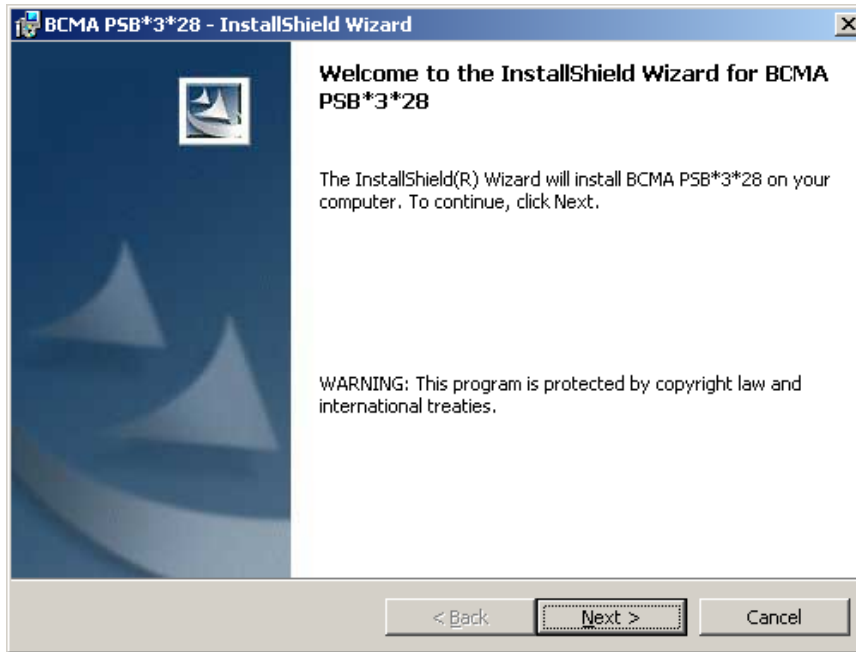 BCMA PSB*3*28 - InstallShield Wizard
Welcome to the InstallShield Wizard for BCMA
PSB*3*28
The InstallShield(R) Wizard will install BCMA PSB*3*28 on your
computer. To continue, click Next.
WARNING: This program is protected by copyright law and
international treaties.
< Back
Next >
Cancel